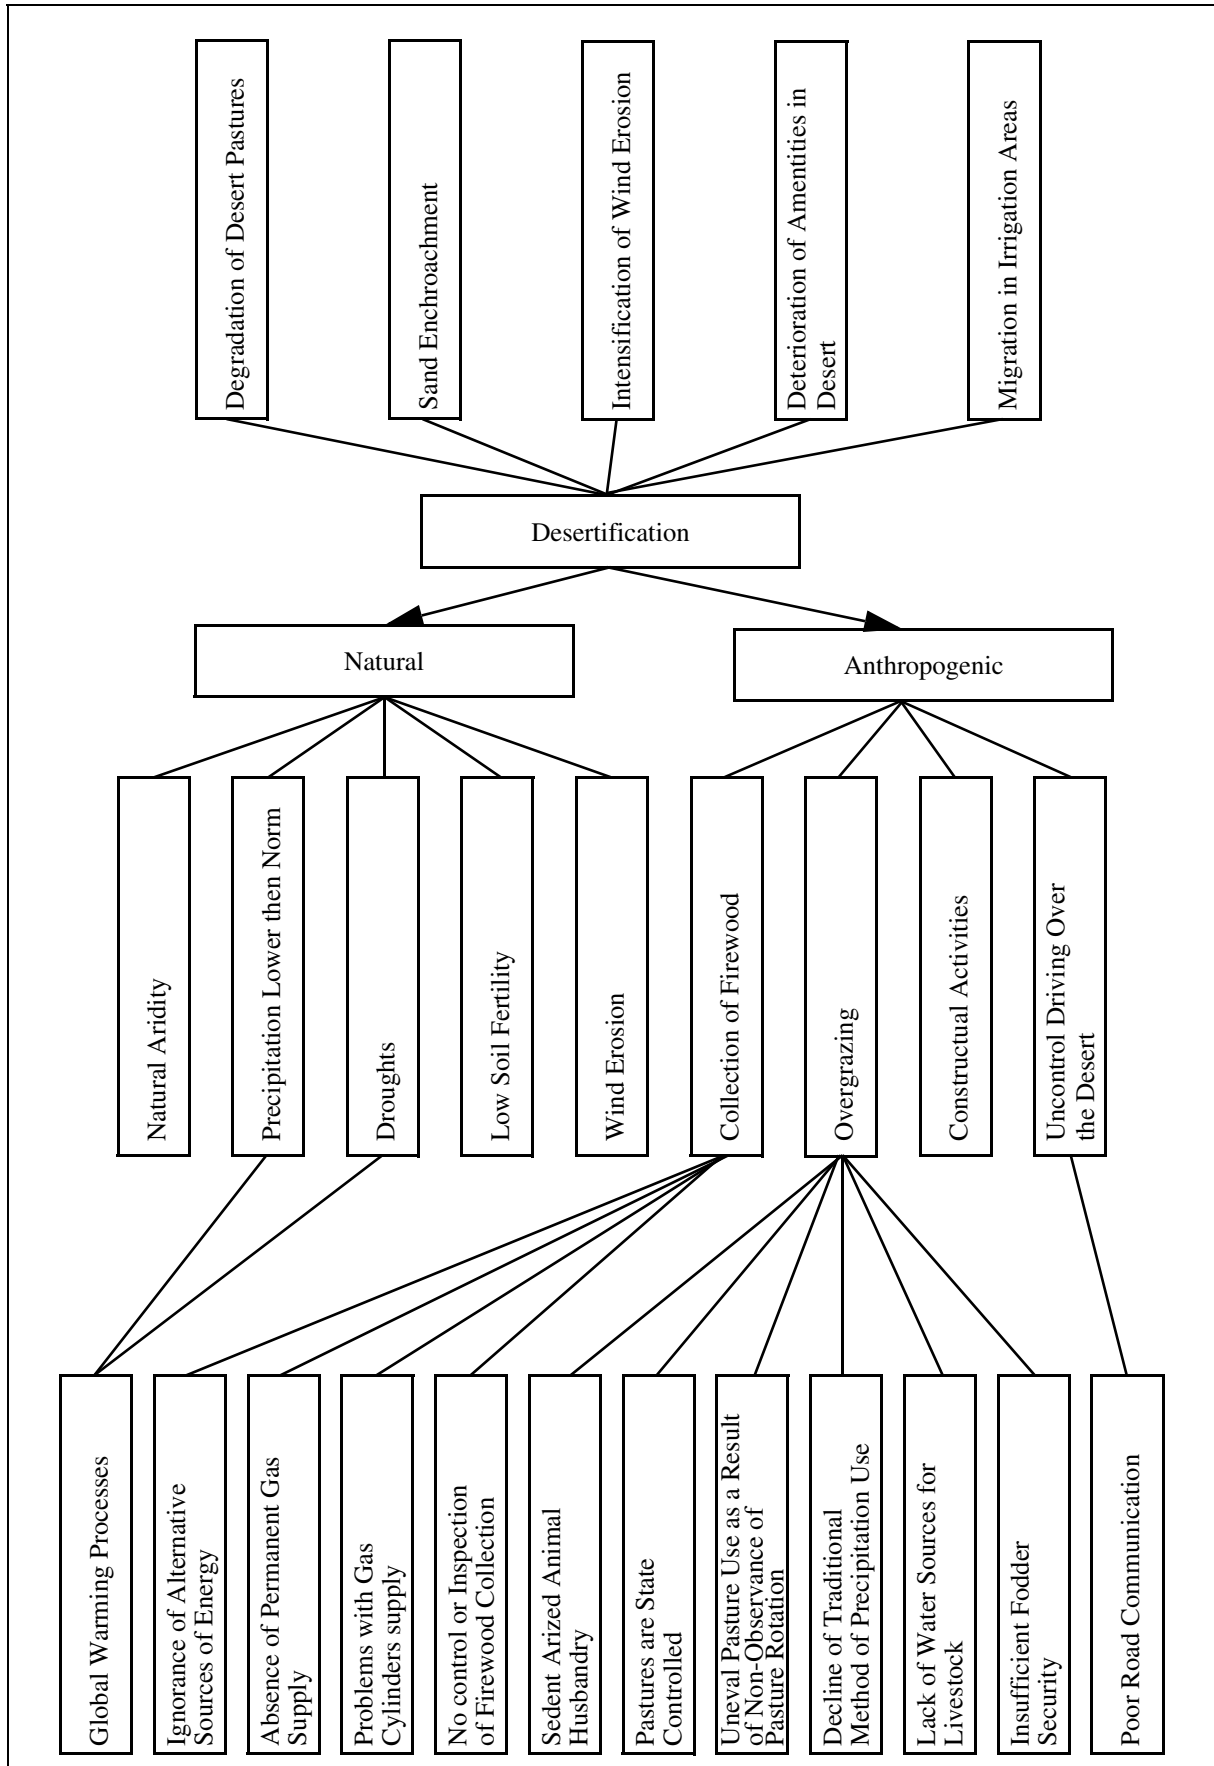 Degradation of Desert Pastures
Sand Enchroachment
Intensification of Wind Erosion
Deterioration of Amentities in
Desert
Migration in Irrigation Areas
Desertification
Natural
Anthropogenic
Natural Aridity
Precipitation Lower then Norm
Droughts
Low Soil Fertility
Wind Erosion
Collection of Firewood
Overgrazing
Constructual Activities
Uncontrol Driving Over
the Desert
Global Warming Processes
Ignorance of Alternative
Sources of Energy
Absence of Permanent Gas
Supply
Problems with Gas
Cylinders supply
No control or Inspection
of Firewood Collection
Sedent Arized Animal
Husbandry
Pastures are State
Controlled
Uneval Pasture Use as a Result
of Non-Observance of
Pasture Rotation
Decline of Traditional
Method of Precipitation Use
Lack of Water Sources for
Livestock
Insufficient Fodder
Security
Poor Road Communication